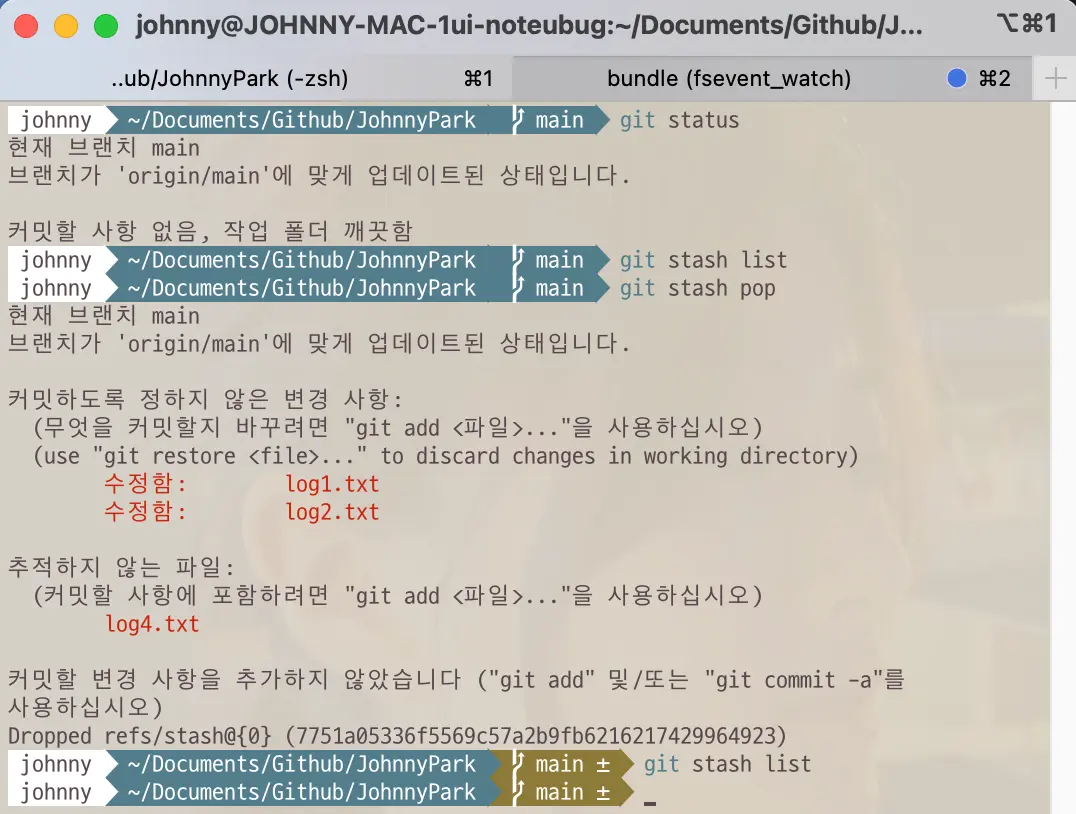 johnny@JOHNNY-MAC-1ui-noteubug:~/Documents/Github/J... ⌥⌘1
..ub/JohnnyPark (-zsh) ⌘1 bundle (fsevent_watch) ⌘2 +
johnny ~/Documents/Github/JohnnyPark main git status
현재 브랜치 main
브랜치가 'origin/main'에 맞게 업데이트된 상태입니다.
커밋할 사항 없음, 작업 폴더 깨끗함
johnny ~/Documents/Github/JohnnyPark main git stash list
johnny ~/Documents/Github/JohnnyPark main git stash pop
현재 브랜치 main
브랜치가 'origin/main'에 맞게 업데이트된 상태입니다.
커밋하도록 정하지 않은 변경 사항:
(무엇을 커밋할지 바꾸려면 "git add <파일>..."을 사용하십시오)
(use "git restore <file>..." to discard changes in working directory)
수정함: log1.txt
수정함: log2.txt
추적하지 않는 파일:
(커밋할 사항에 포함하려면 "git add <파일>..."을 사용하십시오)
log4.txt
커밋할 변경 사항을 추가하지 않았습니다 ("git add" 및/또는 "git commit -a"를
사용하십시오)
Dropped refs/stash@{0} (7751a05336f5569c57a2b9fb6216217429964923)
johnny ~/Documents/Github/JohnnyPark main ± git stash list
johnny ~/Documents/Github/JohnnyPark main ± _